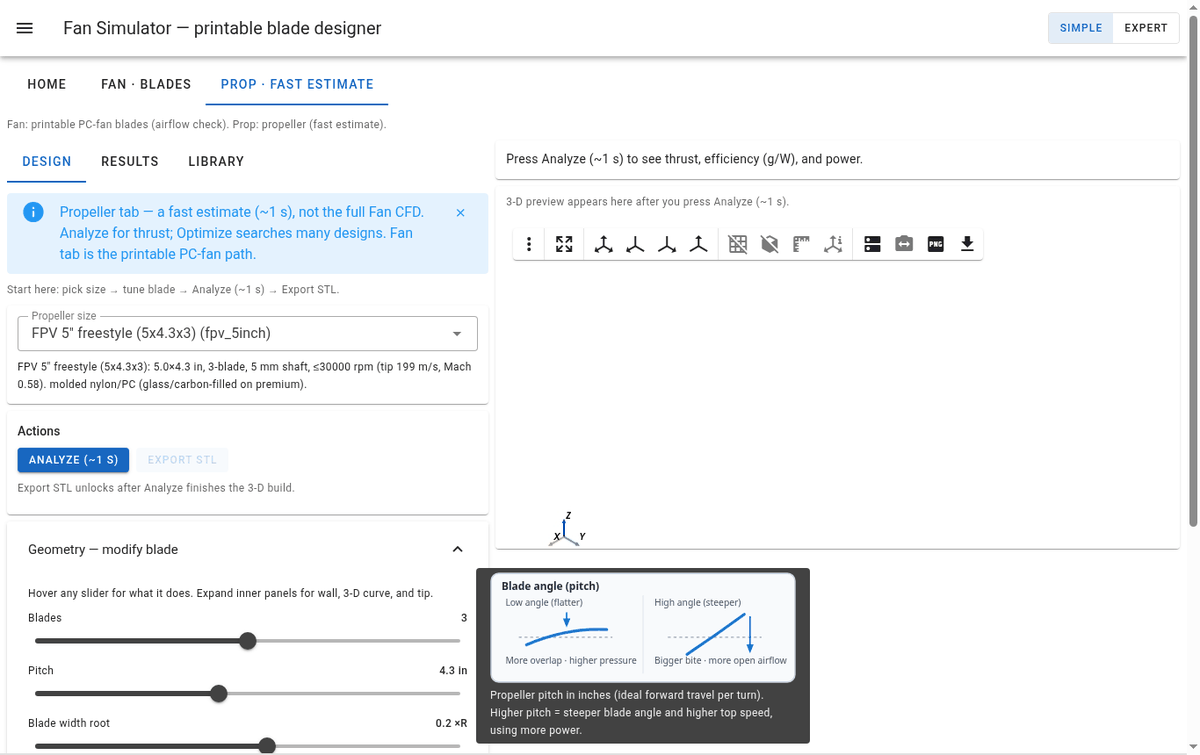 Fan Simulator — printable blade designer
SIMPLE
EXPERT
HOME
FAN · BLADES
PROP · FAST ESTIMATE
Fan: printable PC-fan blades (airflow check). Prop: propeller (fast estimate).
DESIGN
RESULTS
LIBRARY
Propeller tab — a fast estimate (~1 s), not the full Fan CFD.
Analyze for thrust; Optimize searches many designs. Fan
tab is the printable PC-fan path.
Start here: pick size → tune blade → Analyze (~1 s) → Export STL.
Propeller size
FPV 5" freestyle (5x4.3x3) (fpv_5inch)
FPV 5" freestyle (5x4.3x3): 5.0×4.3 in, 3-blade, 5 mm shaft, ≤30000 rpm (tip 199 m/s, Mach
0.58). molded nylon/PC (glass/carbon-filled on premium).
Actions
ANALYZE (~1 S)
EXPORT STL
Export STL unlocks after Analyze finishes the 3-D build.
Geometry — modify blade
Hover any slider for what it does. Expand inner panels for wall, 3-D curve, and tip.
Blades
3
Pitch
4.3 in
Blade width root
0.2 ×R
Press Analyze (~1 s) to see thrust, efficiency (g/W), and power.
3-D preview appears here after you press Analyze (~1 s).
PNG
Z
X
Y
Blade angle (pitch)
Low angle (flatter)
High angle (steeper)
More overlap · higher pressure
Bigger bite · more open airflow
Propeller pitch in inches (ideal forward travel per turn).
Higher pitch = steeper blade angle and higher top speed,
using more power.